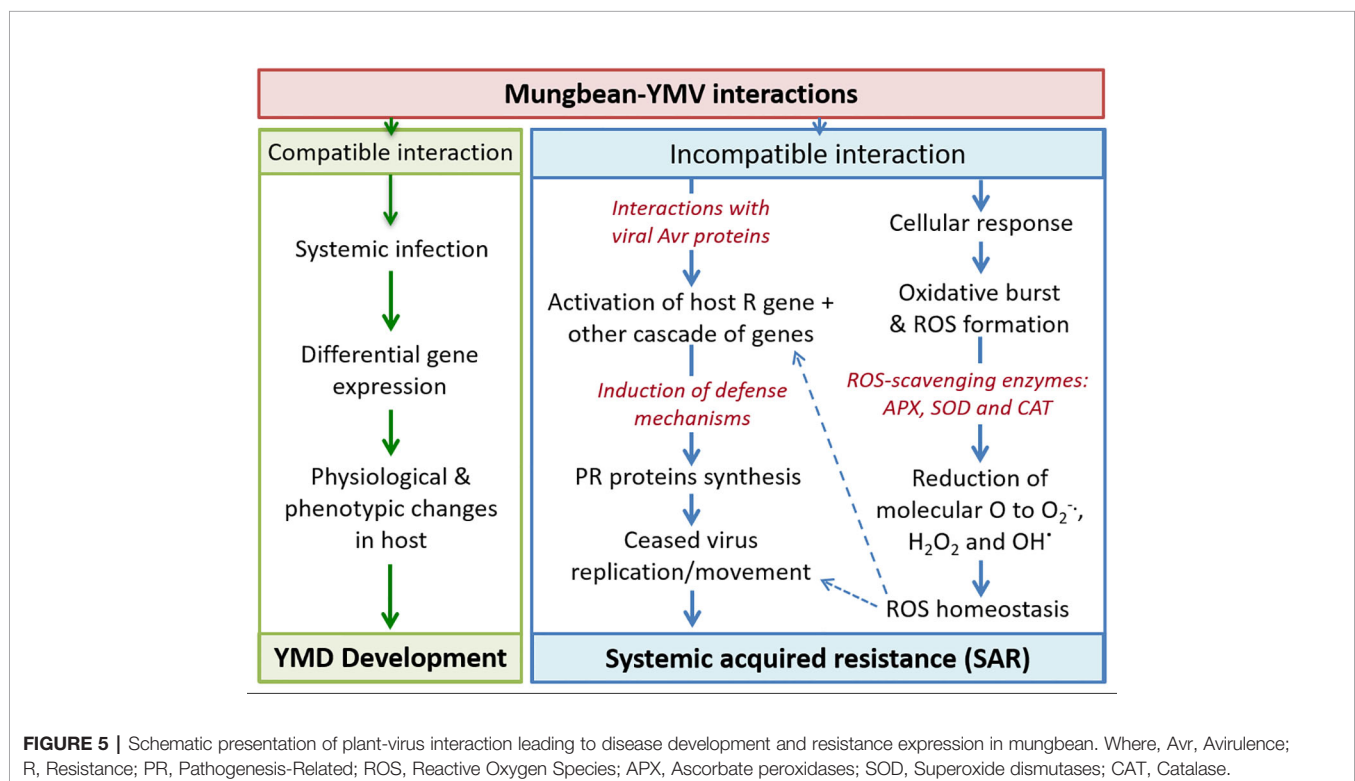 Mungbean-YMV interactions
Compatible interaction
Systemic infection
Differential gene
expression
Physiological &
phenotypic changes
in host
YMD Development
Incompatible interaction
Interactions with
viral Avr proteins
Activation of host R gene +
other cascade of genes
Induction of defense
mechanisms
PR proteins synthesis
Ceased virus
replication/movement
Cellular response
Oxidative burst
& ROS formation
ROS-scavenging enzymes:
APX, SOD and CAT
Reduction of
molecular O to O₂⁻·,
H₂O₂ and OH˙
ROS homeostasis
Systemic acquired resistance (SAR)
FIGURE 5 | Schematic presentation of plant-virus interaction leading to disease development and resistance expression in mungbean. Where, Avr, Avirulence;
R, Resistance; PR, Pathogenesis-Related; ROS, Reactive Oxygen Species; APX, Ascorbate peroxidases; SOD, Superoxide dismutases; CAT, Catalase.